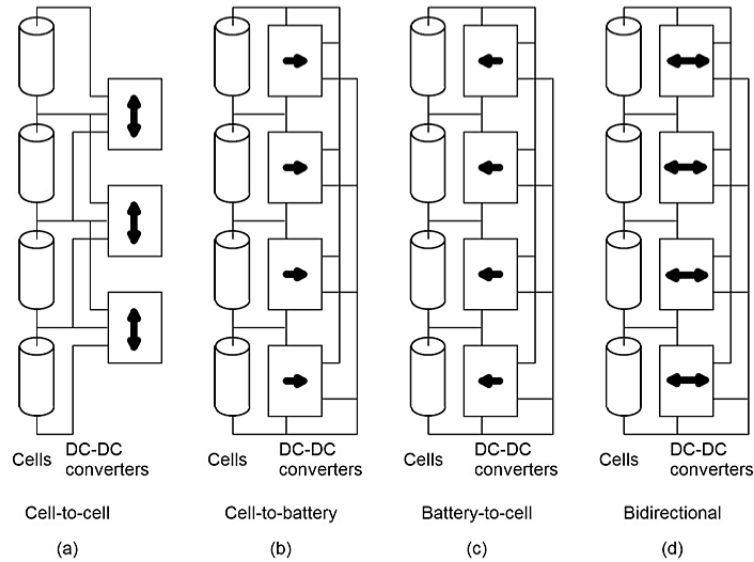 Cells DC-DC converters
Cells DC-DC converters
Cells DC-DC converters
Cells DC-DC converters
Cell-to-cell
Cell-to-battery
Battery-to-cell
Bidirectional
(a)
(b)
(c)
(d)